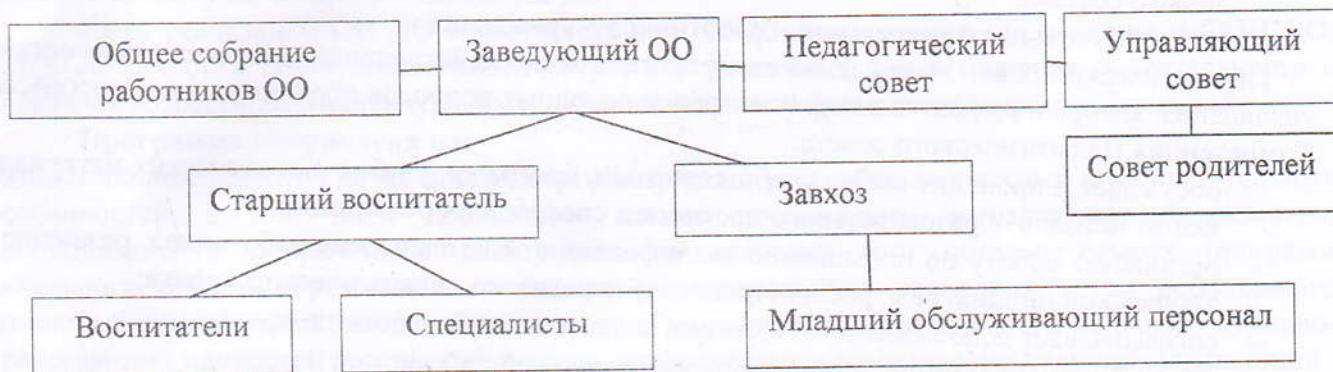 Общее собрание
работников ОО
Заведующий ОО
Педагогический
совет
Управляющий
совет
Совет родителей
Старший воспитатель
Завхоз
Воспитатели
Специалисты
Младший обслуживающий персонал